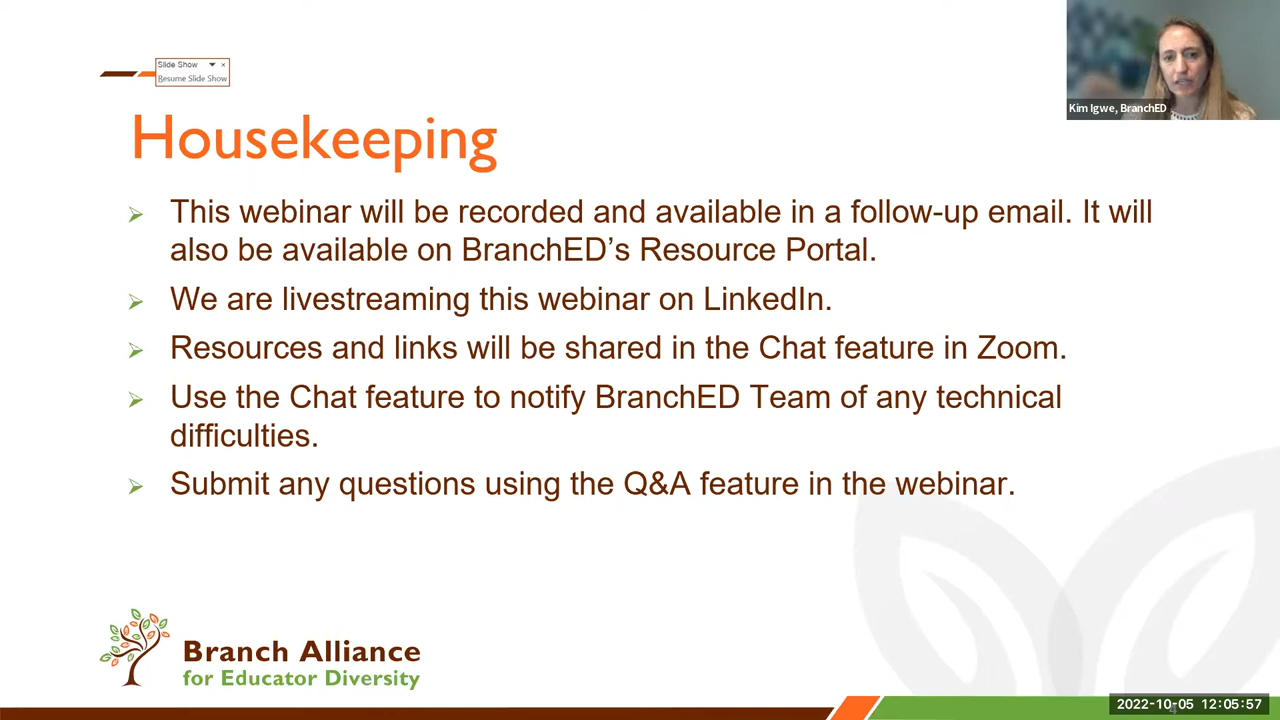 Slide Show
Resume Slide Show
Kim Igwe, BranchED
Housekeeping
This webinar will be recorded and available in a follow-up email. It will
also be available on BranchED’s Resource Portal.
We are livestreaming this webinar on LinkedIn.
Resources and links will be shared in the Chat feature in Zoom.
Use the Chat feature to notify BranchED Team of any technical
difficulties.
Submit any questions using the Q&A feature in the webinar.
Branch Alliance
for Educator Diversity
2022-10-05 12:05:57